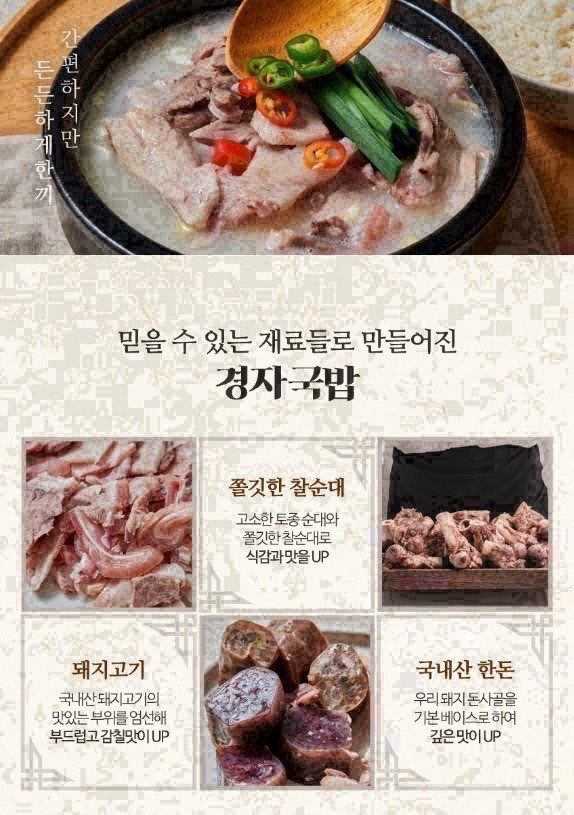 간편하지만
든든하게한끼
믿을 수 있는 재료들로 만들어진
경자국밥
쫄깃한 찰순대
고소한 토종 순대와
쫄깃한 찰순대로
식감과 맛을 UP
돼지고기
국내산 돼지고기의
맛있는 부위를 엄선해
부드럽고 감칠맛이 UP
국내산 한돈
우리 돼지 돈사골을
기본 베이스로 하여
깊은 맛이 UP